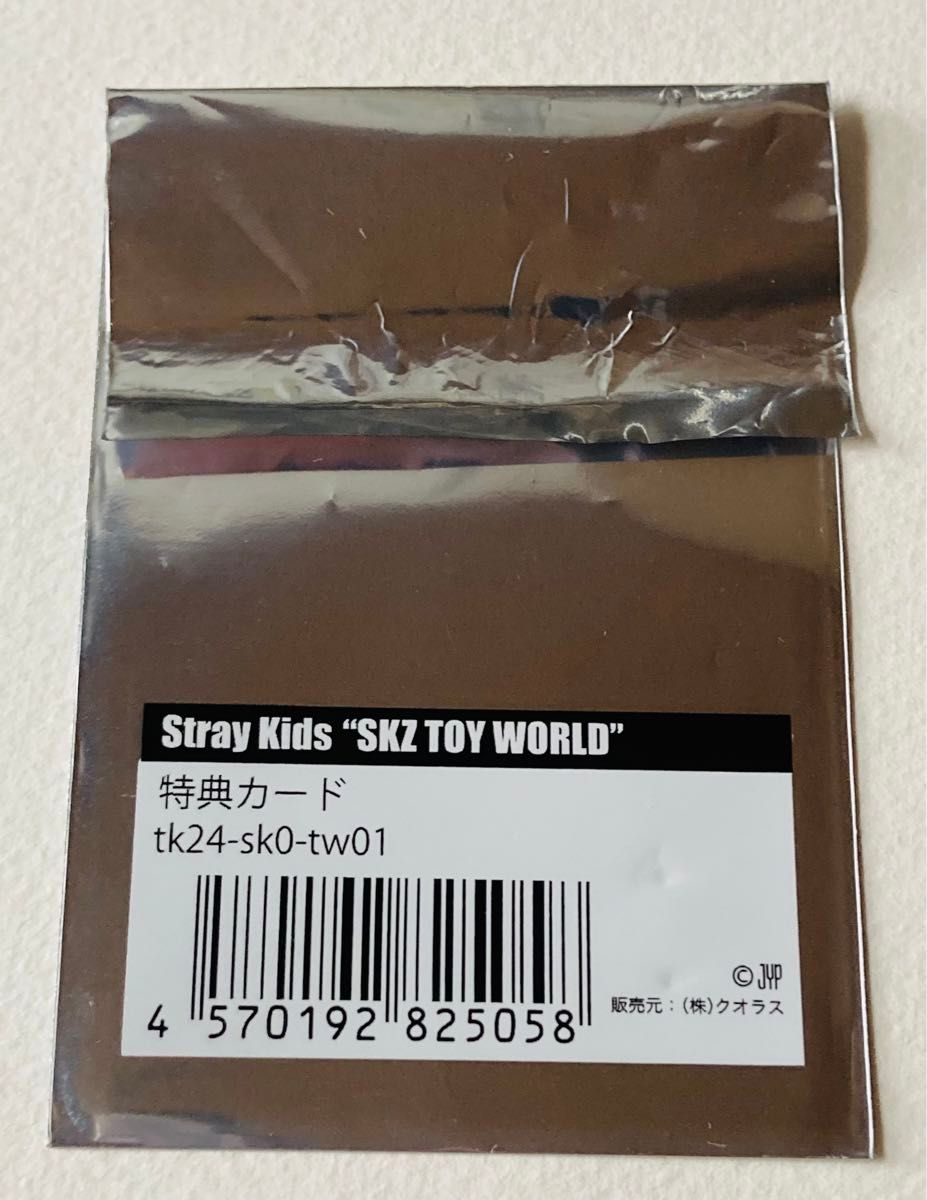 Stray Kids “SKZ TOY WORLD”
特典カード
tk24-sk0-tw01
4 570192 825058
© JYP
販売元：(株)クオラス